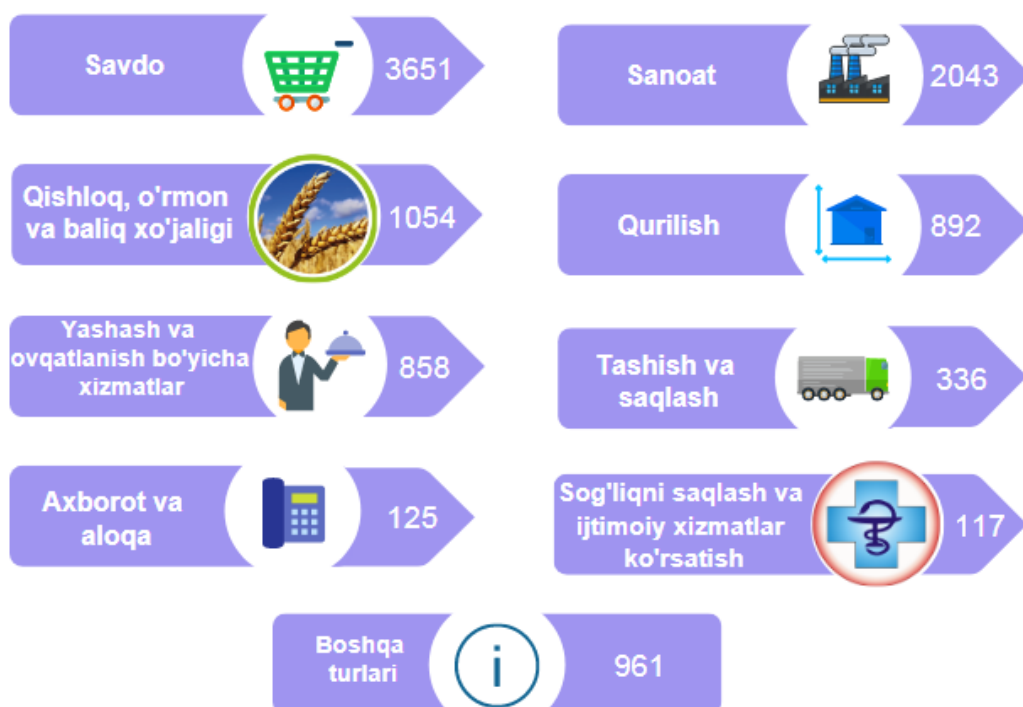 Savdo
3651
Sanoat
2043
Qishloq, o'rmon
va baliq xo'jaligi
1054
Qurilish
892
Yashash va
ovqatlanish bo'yicha
xizmatlar
858
Tashish va
saqlash
336
Axborot va
aloqa
125
Sog'liqni saqlash va
ijtimoiy xizmatlar
ko'rsatish
117
Boshqa
turlari
i
961